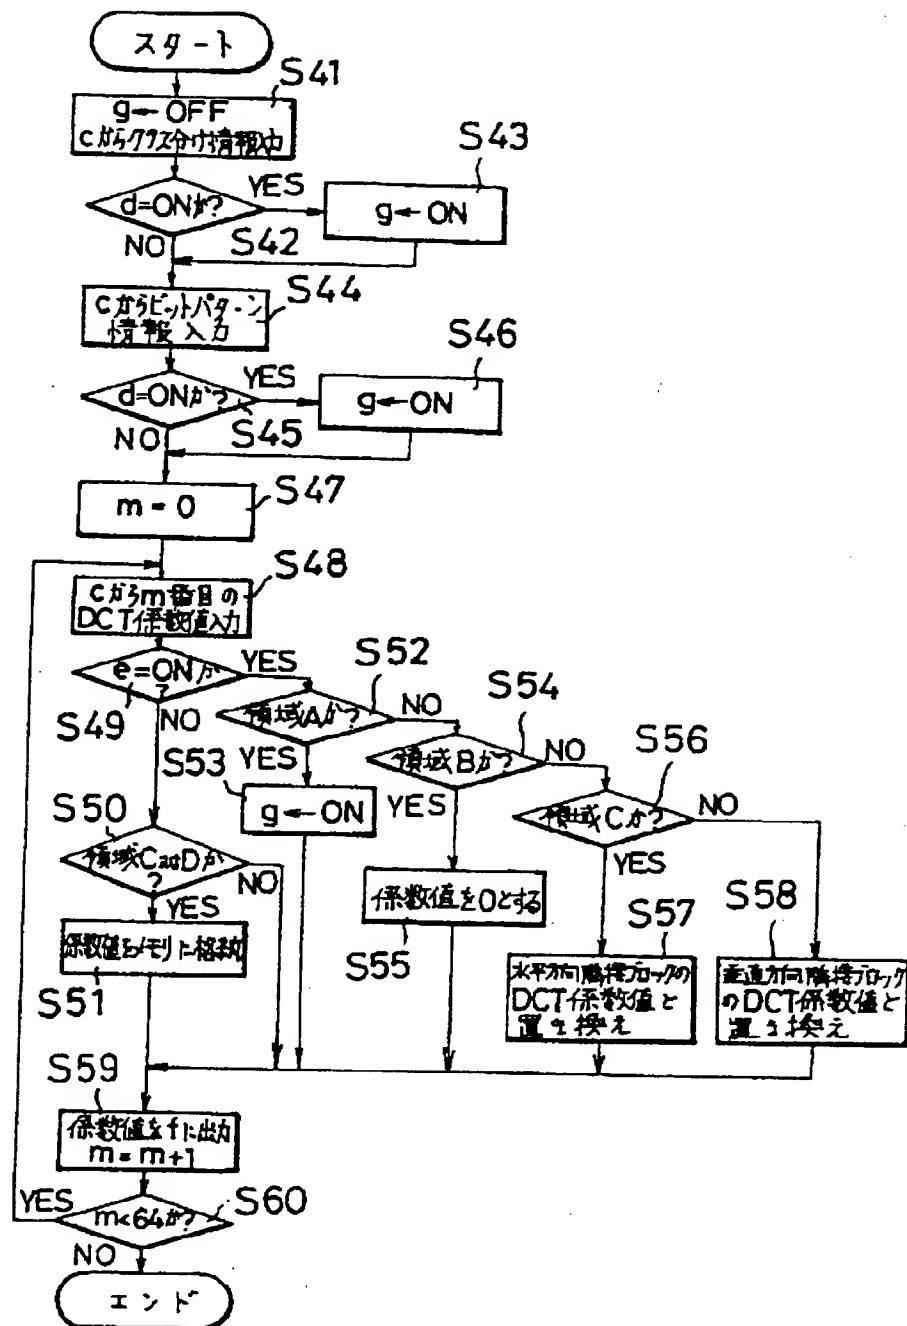 スタート
S41
g←OFF
cからクラス分け情報入力
S43
d=ONか?
YES
g←ON
NO
S42
S44
cからビットパターン
情報入力
S46
d=ONか?
YES
g←ON
S45
NO
S47
m=0
S48
cからm番目の
DCT係数値入力
e=ONか
?
YES
S49
NO
S52
領域Aか?
NO
S54
YES
S53
g←ON
領域Bか?
NO
S56
YES
領域Cか?
NO
YES
S50
領域C
Dか
?
NO
YES
係数値をメモリに格納
S51
係数値を0とする
S55
S57
水平方向隣接ブロックの
DCT係数値と
置き換え
S58
垂直方向隣接ブロック
のDCT係数値と
置き換え
S59
係数値をfに出力
m=m+1
YES
m<64か?
S60
NO
エンド